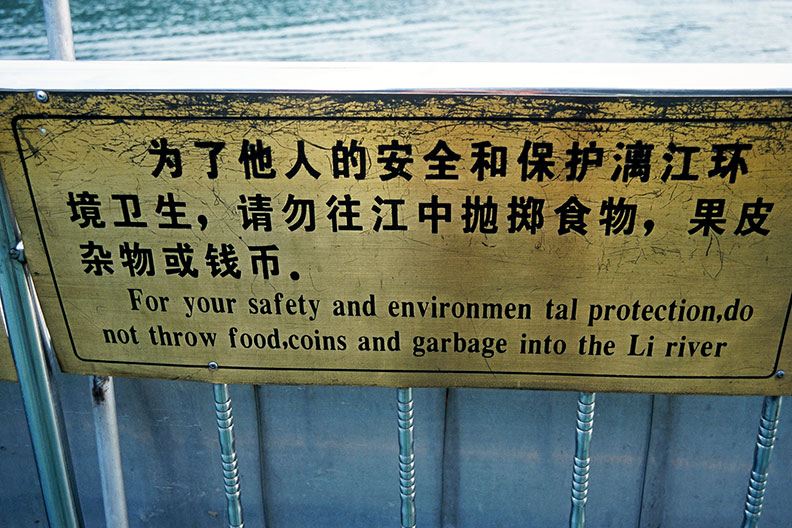 为了他人的安全和保护漓江环
境卫生，请勿往江中抛掷食物，果皮
杂物或钱币．
For your safety and environmen tal protection,do
not throw food,coins and garbage into the Li river